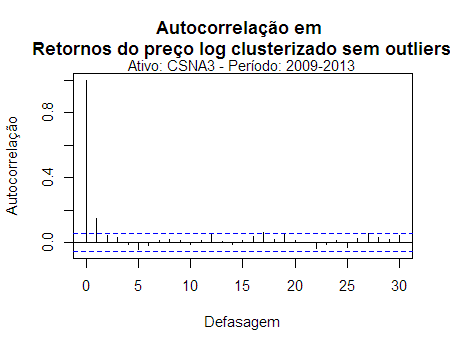 Autocorrelação em
Retornos do preço log clusterizado sem outliers
Ativo: CSNA3 - Período: 2009-2013
Autocorrelação
0.8
0.4
0.0
0 5 10 15 20 25 30
Defasagem